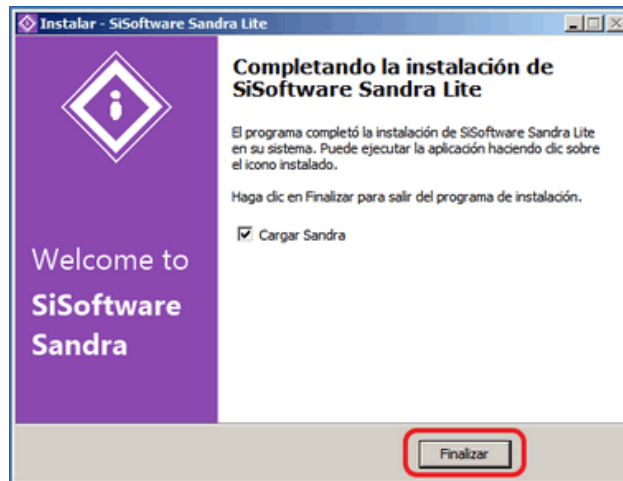 Instalar - SiSoftware Sandra Lite
Completando la instalación de
SiSoftware Sandra Lite
El programa completó la instalación de SiSoftware Sandra Lite
en su sistema. Puede ejecutar la aplicación haciendo clic sobre
el icono instalado.
Haga clic en Finalizar para salir del programa de instalación.
Cargar Sandra
Welcome to
SiSoftware
Sandra
Finalizar